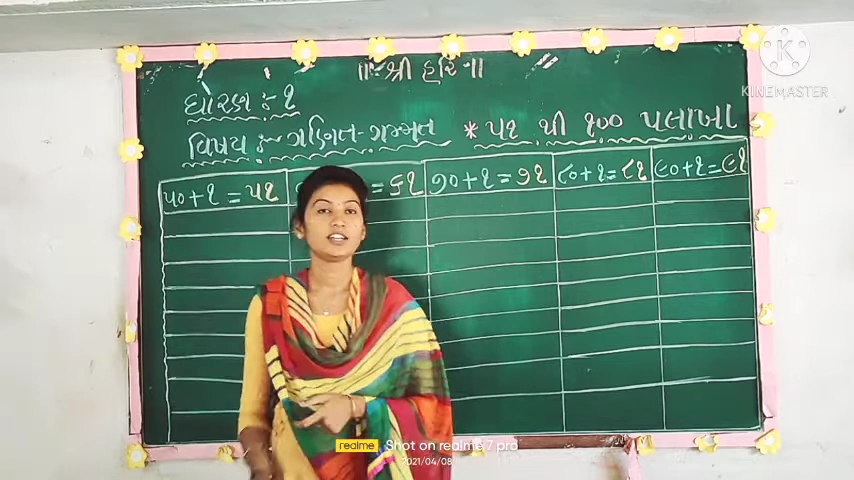 ॥ શ્રી હરિ ॥
ધોરણ :- ૧
વિષય :- ગણિત-ગમ્મત * ૫૧ થી ૧૦૦ પલાખા
૫૦+૧ = ૫૧ = ૬૧ ૭૦+૧ = ૭૧ ૮૦+૧= ૮૧ ૯૦+૧= ૯૧
KINEMASTER
realme Shot on realme 7 pro
2021/04/08